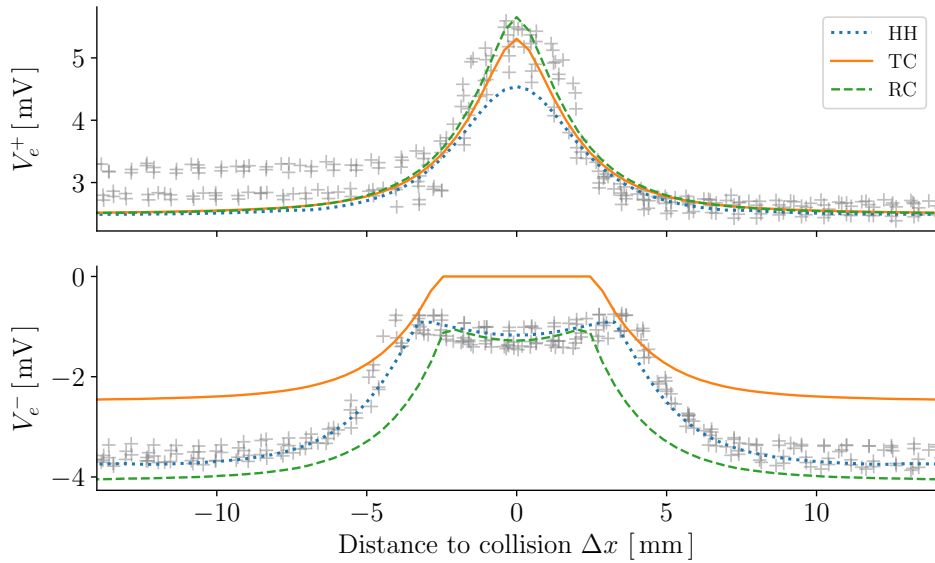 5
4
3
V_e^+ [mV]
HH
TC
RC
0
−2
−4
V_e^- [mV]
−10
−5
0
5
10
Distance to collision Δx [mm]